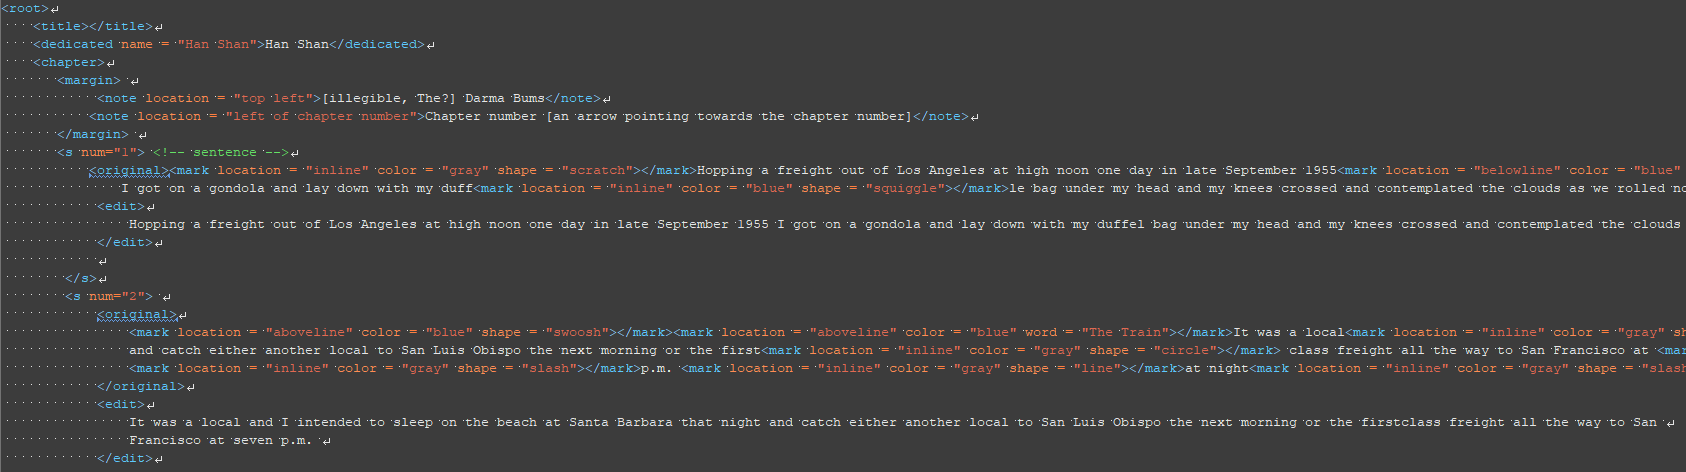 <root>
<title></title>
<dedicated name = "Han Shan">Han Shan</dedicated>
<chapter>
<margin>
<note location = "top left">[illegible, The?] Darma Bums</note>
<note location = "left of chapter number">Chapter number [an arrow pointing towards the chapter number]</note>
</margin>
<s num="1"> <!-- sentence -->
<original><mark location = "inline" color = "gray" shape = "scratch"></mark>Hopping a freight out of Los Angeles at high noon one day in late September 1955<mark location = "belowline" color = "blue"
I got on a gondola and lay down with my duff<mark location = "inline" color = "blue" shape = "squiggle"></mark>le bag under my head and my knees crossed and contemplated the clouds as we rolled no
<edit>
Hopping a freight out of Los Angeles at high noon one day in late September 1955 I got on a gondola and lay down with my duffel bag under my head and my knees crossed and contemplated the clouds
</edit>
</s>
<s num="2">
<original>
<mark location = "aboveline" color = "blue" shape = "swoosh"></mark><mark location = "aboveline" color = "blue" word = "The Train"></mark>It was a local<mark location = "inline" color = "gray" sh
and catch either another local to San Luis Obispo the next morning or the first<mark location = "inline" color = "gray" shape = "circle"></mark> class freight all the way to San Francisco at <ma
<mark location = "inline" color = "gray" shape = "slash"></mark>p.m. <mark location = "inline" color = "gray" shape = "line"></mark>at night<mark location = "inline" color = "gray" shape = "slash
</original>
<edit>
It was a local and I intended to sleep on the beach at Santa Barbara that night and catch either another local to San Luis Obispo the next morning or the firstclass freight all the way to San
Francisco at seven p.m.
</edit>